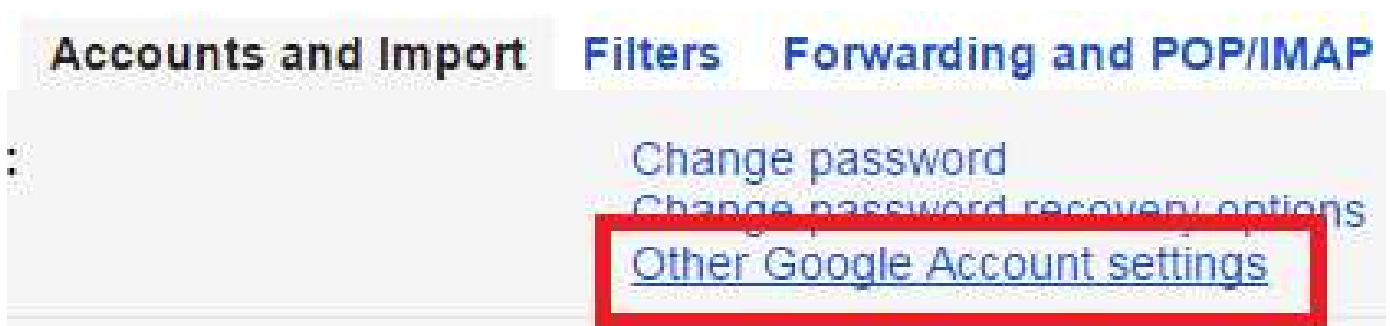 Accounts and Import Filters Forwarding and POP/IMAP
: Change password
Change password recovery options
Other Google Account settings